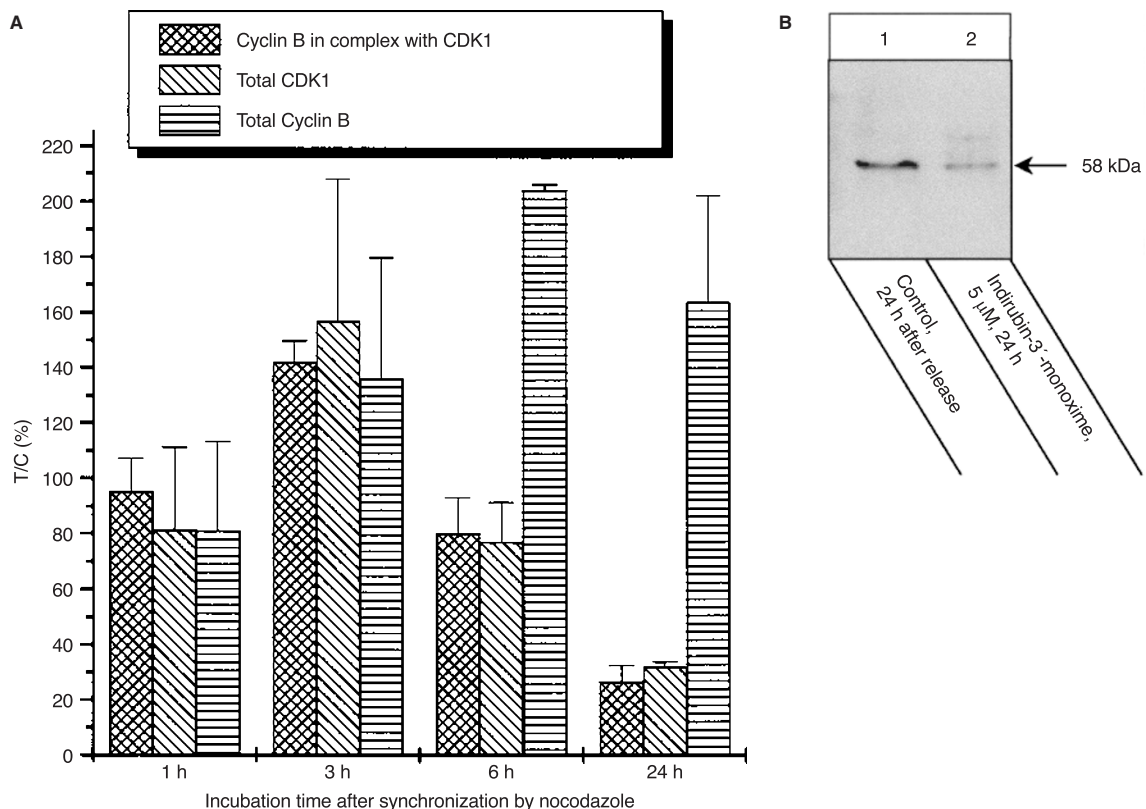 A
Cyclin B in complex with CDK1
Total CDK1
Total Cyclin B
220
200
180
160
140
120
100
80
60
40
20
0
T/C (%)
1 h
3 h
6 h
24 h
Incubation time after synchronization by nocodazole
B
1
2
58 kDa
Control,
24 h after release
Indirubin-3´-monoxime,
5 μM, 24 h